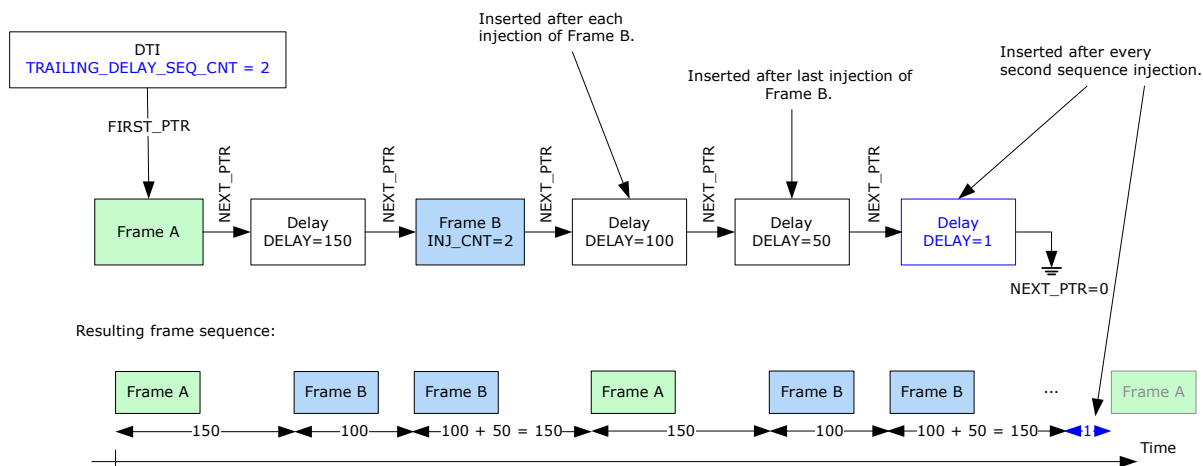 Inserted after each
injection of Frame B.
DTI
TRAILING_DELAY_SEQ_CNT = 2
Inserted after last injection of
Frame B.
Inserted after every
second sequence injection.
FIRST_PTR
NEXT_PTR
NEXT_PTR
NEXT_PTR
NEXT_PTR
NEXT_PTR
Frame A
Delay
DELAY=150
Frame B
INJ_CNT=2
Delay
DELAY=100
Delay
DELAY=50
Delay
DELAY=1
NEXT_PTR=0
Resulting frame sequence:
Frame A
Frame B
Frame B
Frame A
Frame B
Frame B
...
Frame A
150
100
100 + 50 = 150
150
100
100 + 50 = 150
1
Time